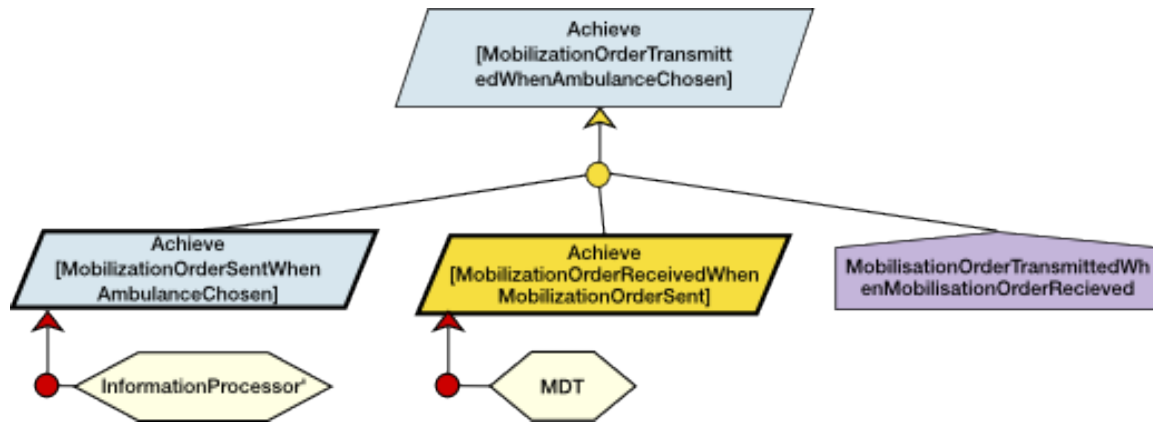 Achieve
[MobilizationOrderTransmitt
edWhenAmbulanceChosen]
Achieve
[MobilizationOrderSentWhen
AmbulanceChosen]
Achieve
[MobilizationOrderReceivedWhen
MobilizationOrderSent]
MobilisationOrderTransmittedWh
enMobilisationOrderRecieved
InformationProcessor*
MDT